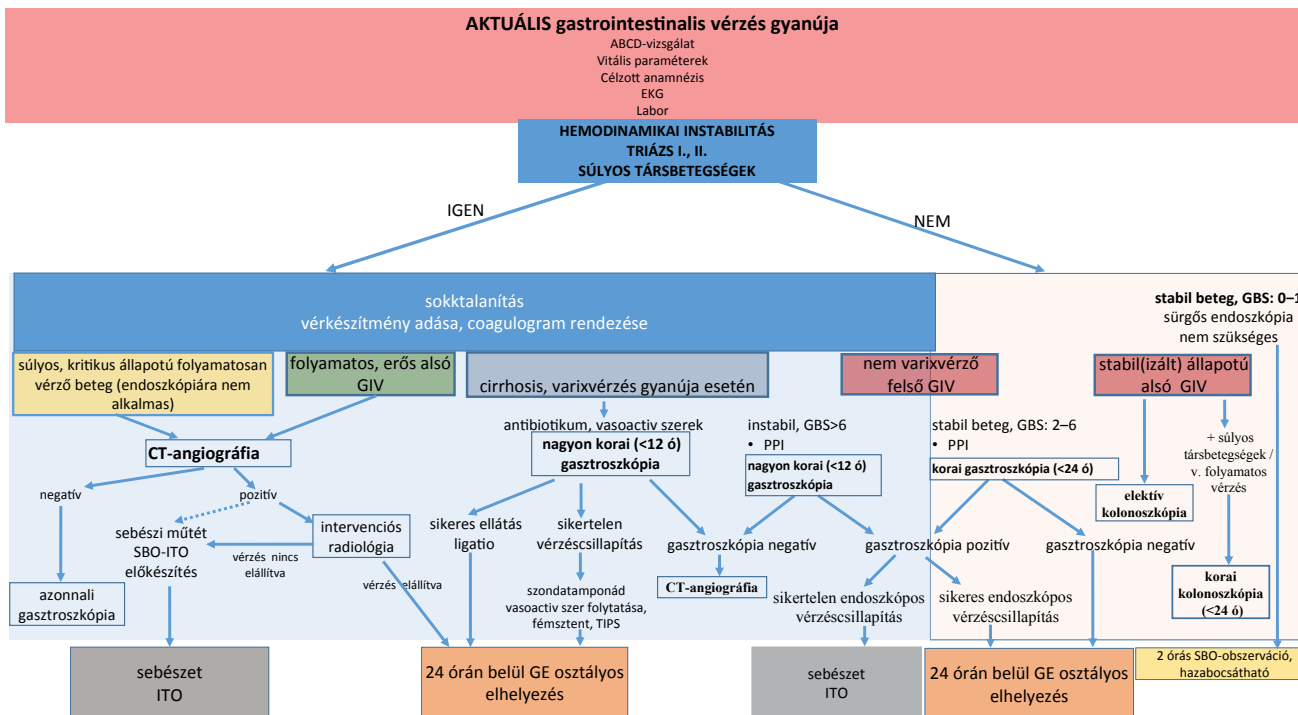 AKTUÁLIS gastrointestinalis vérzés gyanúja
ABCD-vizsgálat
Vitális paraméterek
Célzott anamnézis
EKG
Labor
HEMODINAMIKAI INSTABILITÁS
TRIÁZS I., II.
SÚLYOS TÁRSBETEGSÉGEK
IGEN
NEM
sokktalanítás
vérkészítmény adása, coagulogram rendezése
stabil beteg, GBS: 0–1
sürgős endoszkópia
nem szükséges
súlyos, kritikus állapotú folyamatosan
vérző beteg (endoszkópiára nem
alkalmas)
folyamatos, erős alsó
GIV
cirrhosis, varixvérzés gyanúja esetén
nem varixvérző
felső GIV
stabil(izált) állapotú
alsó GIV
CT-angiográfia
negatív
pozitív
azonnali
gasztroszkópia
sebészi műtét
SBO-ITO
előkészítés
intervenciós
radiológia
vérzés nincs
elállítva
vérzés elállítva
antibiotikum, vasoactiv szerek
nagyon korai (<12 ó)
gasztroszkópia
sikeres ellátás
ligatio
sikertelen
vérzéscsillapítás
szondatamponád
vasoactiv szer folytatása,
fémsztent, TIPS
instabil, GBS>6
• PPI
nagyon korai (<12 ó)
gasztroszkópia
gasztroszkópia negatív
CT-angiográfia
stabil beteg, GBS: 2–6
• PPI
korai gasztroszkópia (<24 ó)
gasztroszkópia pozitív
gasztroszkópia negatív
sikertelen endoszkópos
vérzéscsillapítás
sikeres endoszkópos
vérzéscsillapítás
elektív
kolonoszkópia
+ súlyos
társbetegségek /
v. folyamatos
vérzés
korai
kolonoszkópia
(<24 ó)
sebészet
ITO
24 órán belül GE osztályos
elhelyezés
sebészet
ITO
24 órán belül GE osztályos
elhelyezés
2 órás SBO-observáció,
hazabocsátható